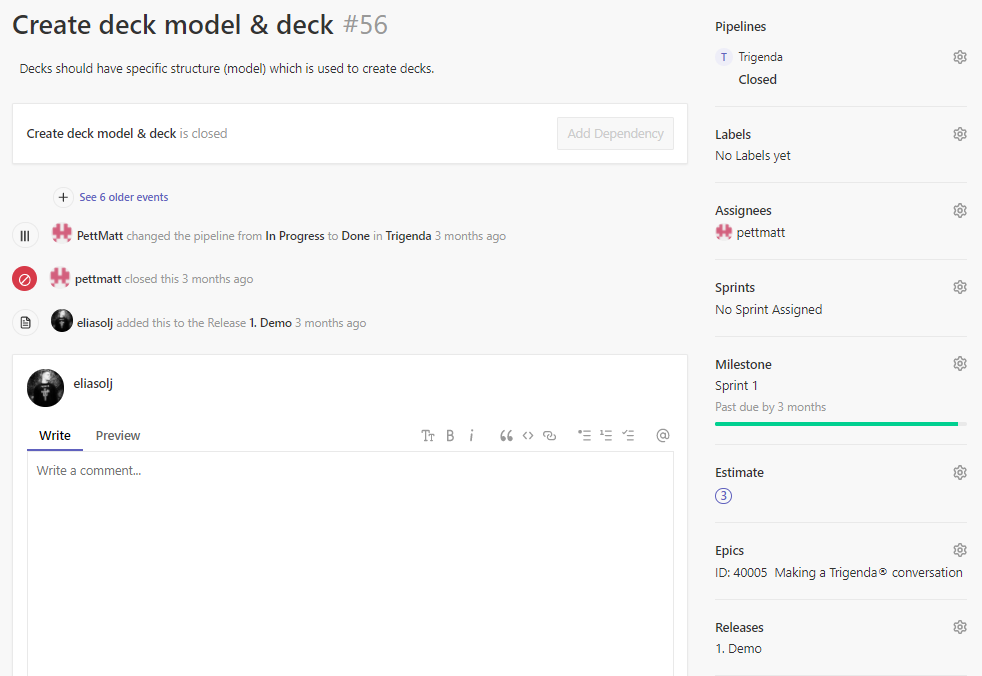 Create deck model & deck #56
Decks should have specific structure (model) which is used to create decks.
Create deck model & deck is closed
Add Dependency
See 6 older events
PettMatt changed the pipeline from In Progress to Done in Trigenda 3 months ago
pettmatt closed this 3 months ago
eliasolj added this to the Release 1. Demo 3 months ago
eliasolj
Write Preview
Write a comment...
Pipelines
T Trigenda
Closed
Labels
No Labels yet
Assignees
pettmatt
Sprints
No Sprint Assigned
Milestone
Sprint 1
Past due by 3 months
Estimate
3
Epics
ID: 40005 Making a Trigenda® conversation
Releases
1. Demo